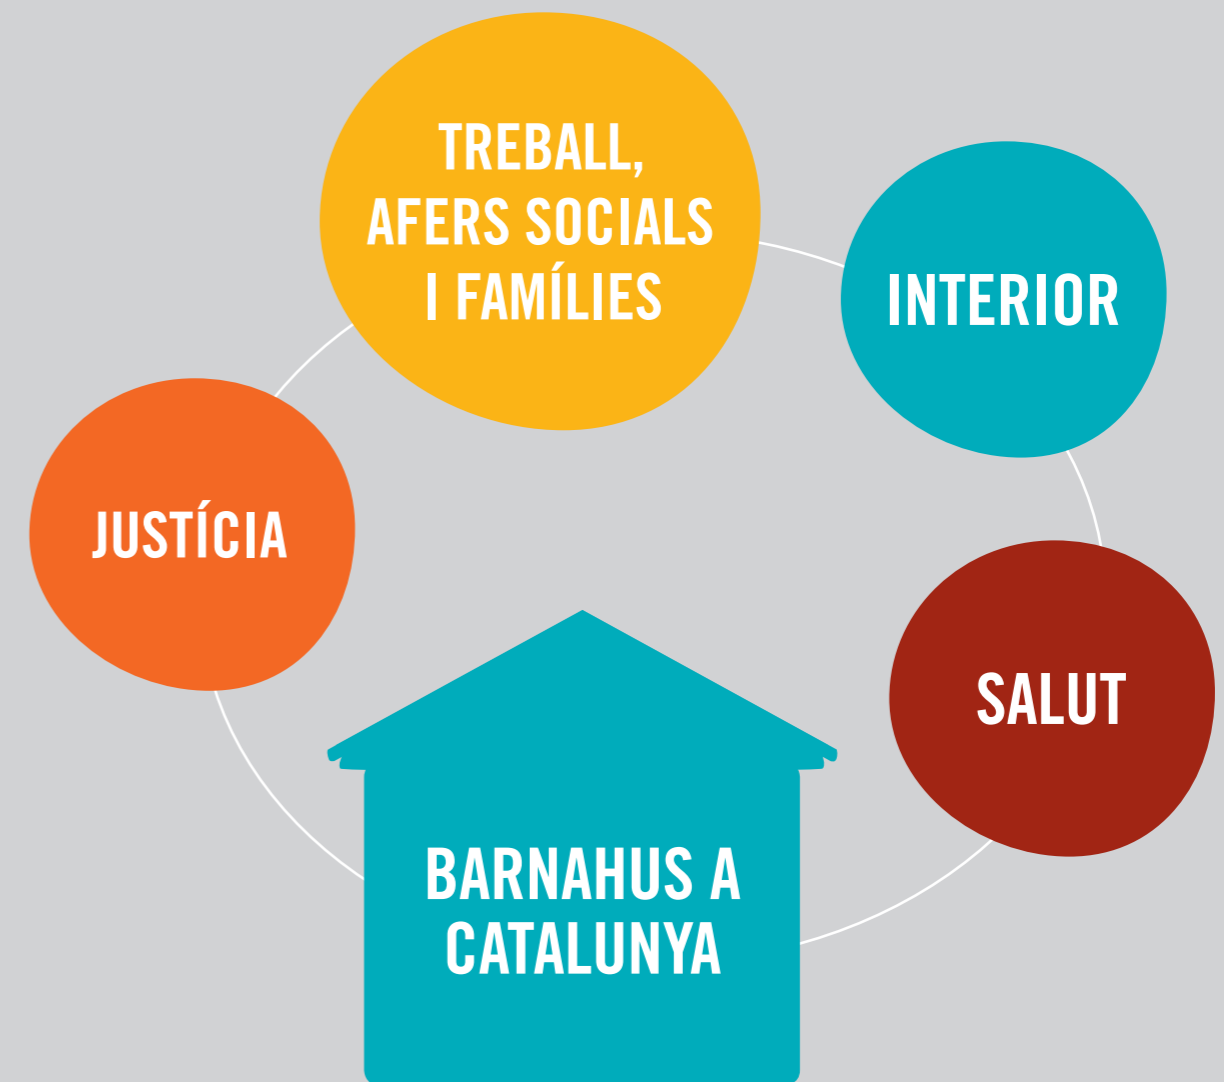 TREBALL,
AFERS SOCIALS
I FAMÍLIES
INTERIOR
JUSTÍCIA
SALUT
BARNAHUS A
CATALUNYA